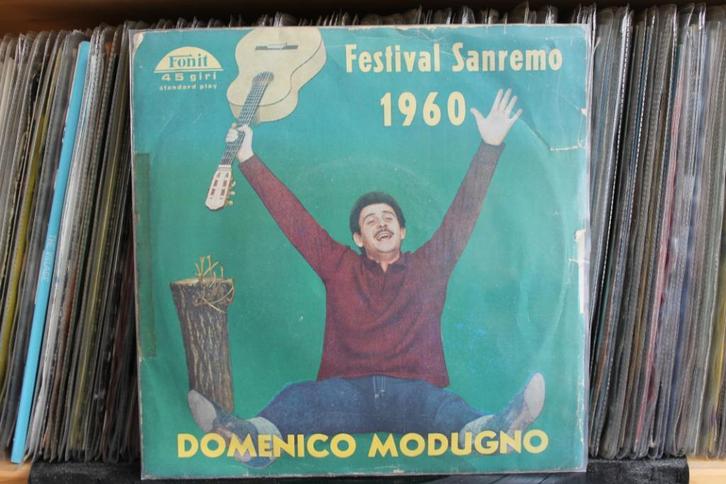 Fonit
45 giri
standard play
Festival Sanremo
1960
DOMENICO MODUGNO